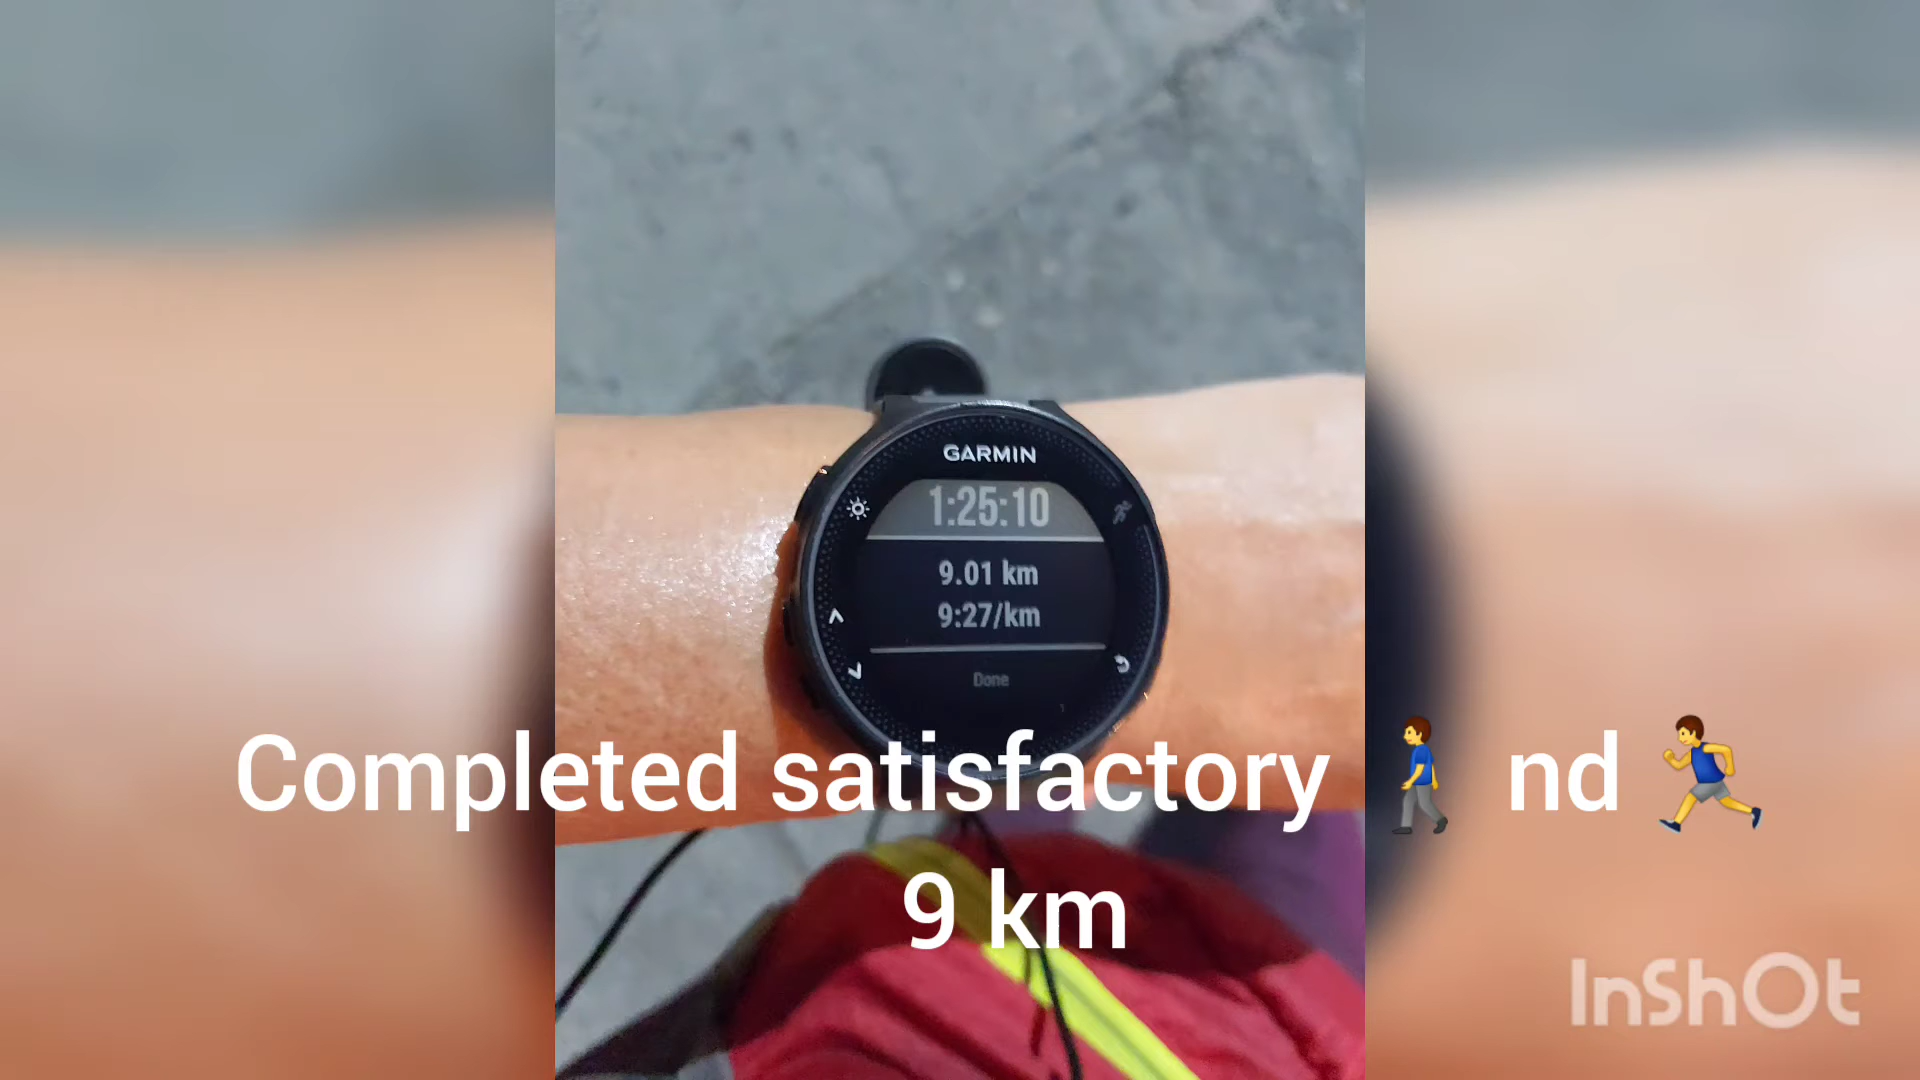 GARMIN
1:25:10
9.01 km
9:27/km
Done
Completed satisfactory 🚶‍♂️ nd 🏃‍♂️
9 km
InShOt